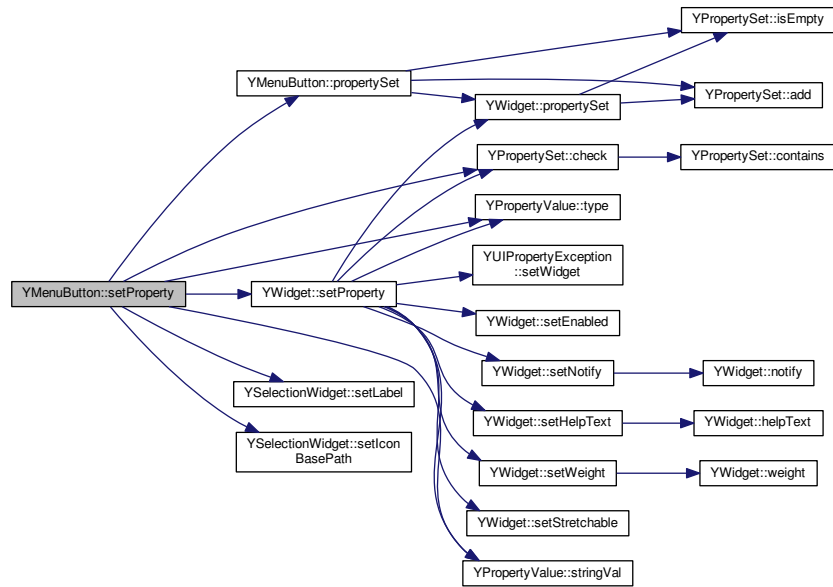 YPropertySet::isEmpty
YMenuButton::propertySet
YPropertySet::add
YWidget::propertySet
YPropertySet::check
YPropertySet::contains
YPropertyValue::type
YUIPropertyException
::setWidget
YMenuButton::setProperty
YWidget::setProperty
YWidget::setEnabled
YWidget::setNotify
YWidget::notify
YSelectionWidget::setLabel
YWidget::setHelpText
YWidget::helpText
YSelectionWidget::setIcon
BasePath
YWidget::setWeight
YWidget::weight
YWidget::setStretchable
YPropertyValue::stringVal